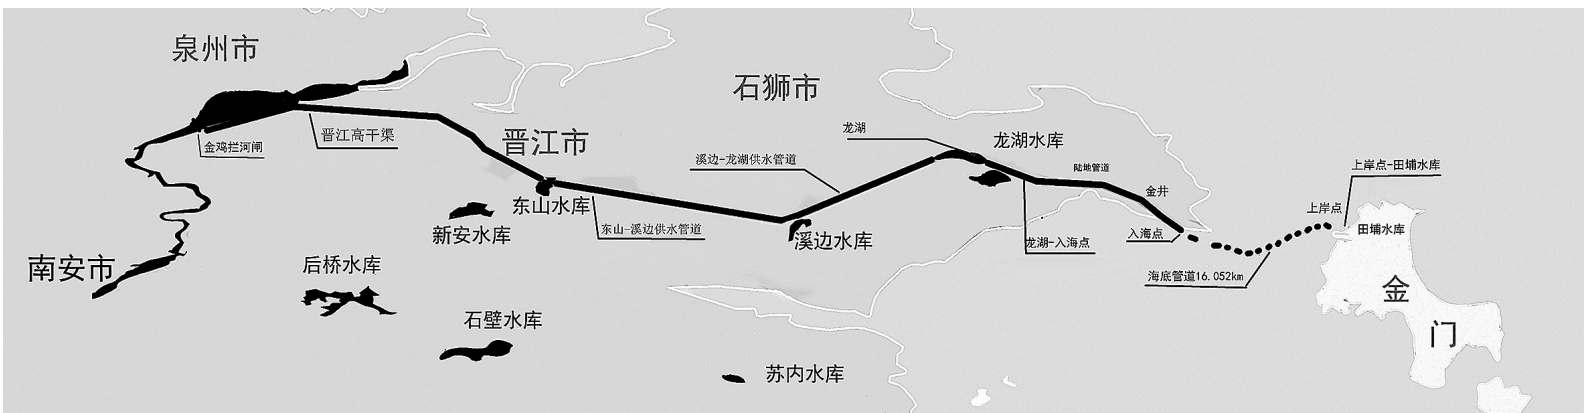 泉州市
石狮市
晋江高干渠
金鸡拦河闸
晋江市
龙湖
龙湖水库
溪边-龙湖供水管道
陆地管道
上岸点-田埔水库
金井
东山水库
新安水库
东山-溪边供水管道
溪边水库
龙湖-入海点
入海点
上岸点
田埔水库
南安市
后桥水库
海底管道16.052km
金
门
石壁水库
苏内水库